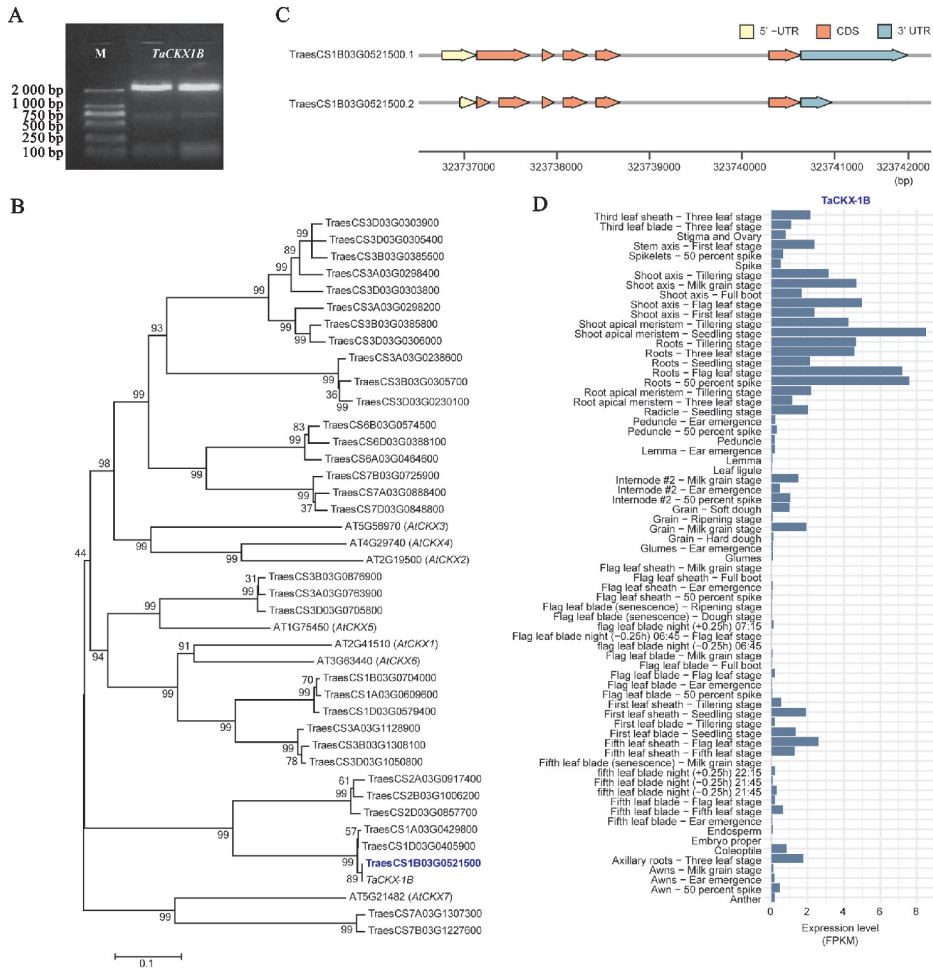 A
M
TaCKX1B
2 000 bp
1 000 bp
750 bp
500 bp
250 bp
100 bp
C
5' −UTR
CDS
3' UTR
TraesCS1B03G0521500.1
TraesCS1B03G0521500.2
323737000
323738000
323739000
323740000
323741000
323742000
(bp)
B
TraesCS3D03G0303900
TraesCS3D03G0305400
TraesCS3B03G0385500
TraesCS3A03G0298400
TraesCS3D03G0303800
TraesCS3A03G0298200
TraesCS3B03G0385800
TraesCS3D03G0306000
TraesCS3A03G0238600
TraesCS3B03G0305700
TraesCS3D03G0230100
TraesCS6B03G0574500
TraesCS6D03G0388100
TraesCS6A03G0464600
TraesCS7B03G0725900
TraesCS7A03G0888400
TraesCS7D03G0848800
AT5G56970 (AtCKX3)
AT4G29740 (AtCKX4)
AT2G19500 (AtCKX2)
TraesCS3B03G0876900
TraesCS3A03G0763900
TraesCS3D03G0705800
AT1G75450 (AtCKX5)
AT2G41510 (AtCKX1)
AT3G63440 (AtCKX6)
TraesCS1B03G0704000
TraesCS1A03G0609600
TraesCS1D03G0579400
TraesCS3A03G1128900
TraesCS3B03G1308100
TraesCS3D03G1050800
TraesCS2A03G0917400
TraesCS2B03G1006200
TraesCS2D03G0857700
TraesCS1A03G0429800
TraesCS1D03G0405900
TraesCS1B03G0521500
TaCKX-1B
AT5G21482 (AtCKX7)
TraesCS7A03G1307300
TraesCS7B03G1227600
99
89
99
99
99
93
99
36
99
99
83
99
99
99
37
98
99
99
44
31
99
99
94
91
99
70
99
99
99
78
61
99
99
57
99
89
99
99
0.1
D
TaCKX-1B
Third leaf sheath − Three leaf stage
Third leaf blade − Three leaf stage
Stigma and Ovary
Stem axis − First leaf stage
Spikelets − 50 percent spike
Spike
Shoot axis − Tillering stage
Shoot axis − Milk grain stage
Shoot axis − Full boot
Shoot axis − Flag leaf stage
Shoot axis − First leaf stage
Shoot apical meristem − Tillering stage
Shoot apical meristem − Seedling stage
Roots − Tillering stage
Roots − Three leaf stage
Roots − Seedling stage
Roots − Flag leaf stage
Roots − 50 percent spike
Root apical meristem − Tillering stage
Root apical meristem − Three leaf stage
Radicle − Seedling stage
Peduncle − Ear emergence
Peduncle − 50 percent spike
Peduncle
Lemma − Ear emergence
Lemma
Leaf ligule
Internode #2 − Milk grain stage
Internode #2 − Ear emergence
Internode #2 − 50 percent spike
Grain − Soft dough
Grain − Ripening stage
Grain − Milk grain stage
Grain − Hard dough
Glumes − Ear emergence
Glumes
Flag leaf sheath − Milk grain stage
Flag leaf sheath − Full boot
Flag leaf sheath − Ear emergence
Flag leaf sheath − 50 percent spike
Flag leaf blade (senescence) − Ripening stage
Flag leaf blade (senescence) − Dough stage
flag leaf blade night (+0.25h) 07:15
Flag leaf blade night (−0.25h) 06:45 − Flag leaf stage
flag leaf blade night (−0.25h) 06:45
Flag leaf blade − Milk grain stage
Flag leaf blade − Full boot
Flag leaf blade − Flag leaf stage
Flag leaf blade − Ear emergence
Flag leaf blade − 50 percent spike
First leaf sheath − Tillering stage
First leaf sheath − Seedling stage
First leaf blade − Tillering stage
First leaf blade − Seedling stage
Fifth leaf sheath − Flag leaf stage
Fifth leaf sheath − Fifth leaf stage
Fifth leaf blade (senescence) − Milk grain stage
fifth leaf blade night (+0.25h) 22:15
Fifth leaf blade night (−0.25h) 21:45
fifth leaf blade night (−0.25h) 21:45
Fifth leaf blade − Flag leaf stage
Fifth leaf blade − Fifth leaf stage
Fifth leaf blade − Ear emergence
Endosperm
Embryo proper
Coleoptile
Axillary roots − Three leaf stage
Awns − Milk grain stage
Awns − Ear emergence
Awn − 50 percent spike
Anther
0 2 4 6 8
Expression level
(FPKM)